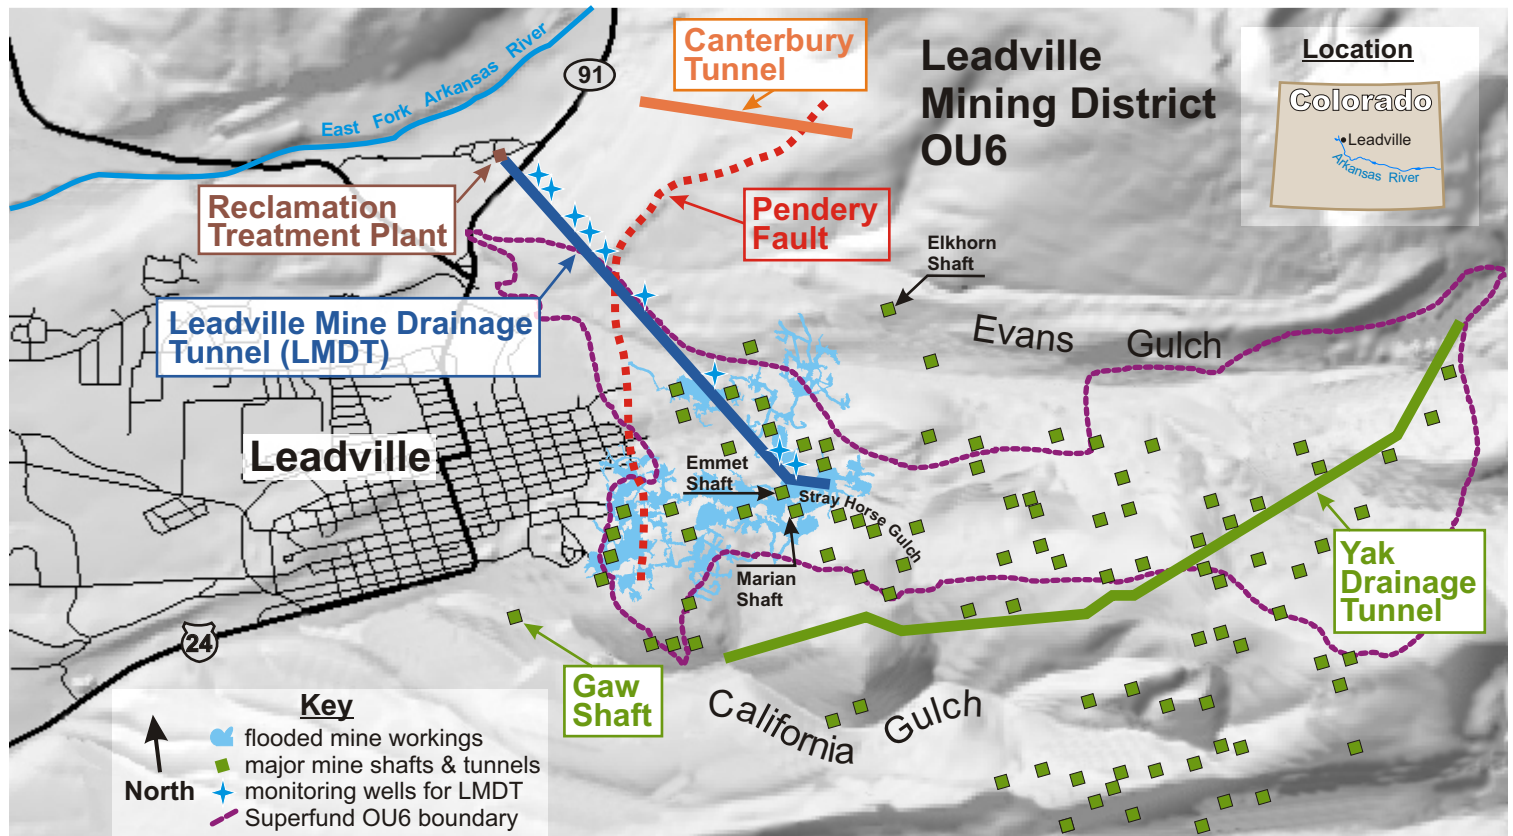 Canterbury
Tunnel
Leadville
Mining District
OU6
Location
Colorado
Leadville
Arkansas River
91
East Fork Arkansas River
Reclamation
Treatment Plant
Pendery
Fault
Elkhorn
Shaft
Leadville Mine Drainage
Tunnel (LMDT)
Evans Gulch
Leadville
Emmet
Shaft
Stray Horse Gulch
Marian
Shaft
Yak
Drainage
Tunnel
24
Gaw
Shaft
California Gulch
Key
North
flooded mine workings
major mine shafts & tunnels
monitoring wells for LMDT
Superfund OU6 boundary